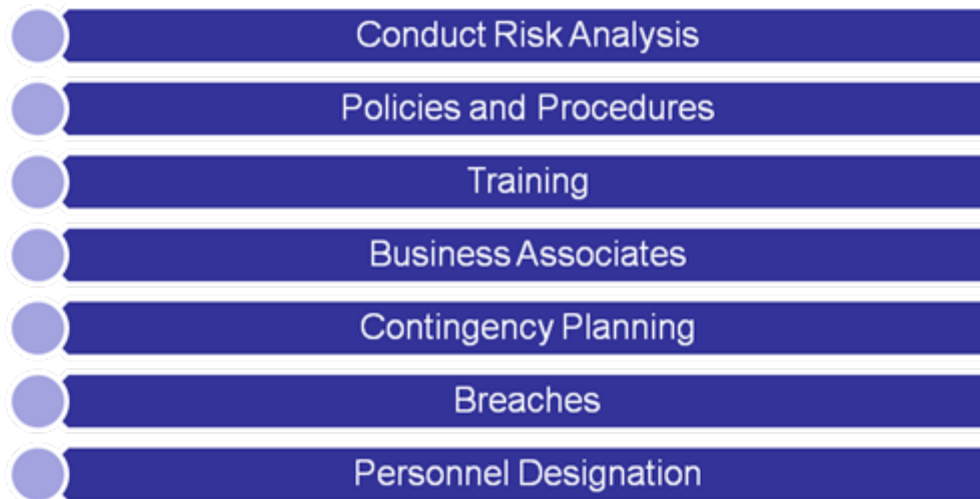 Conduct Risk Analysis
Policies and Procedures
Training
Business Associates
Contingency Planning
Breaches
Personnel Designation